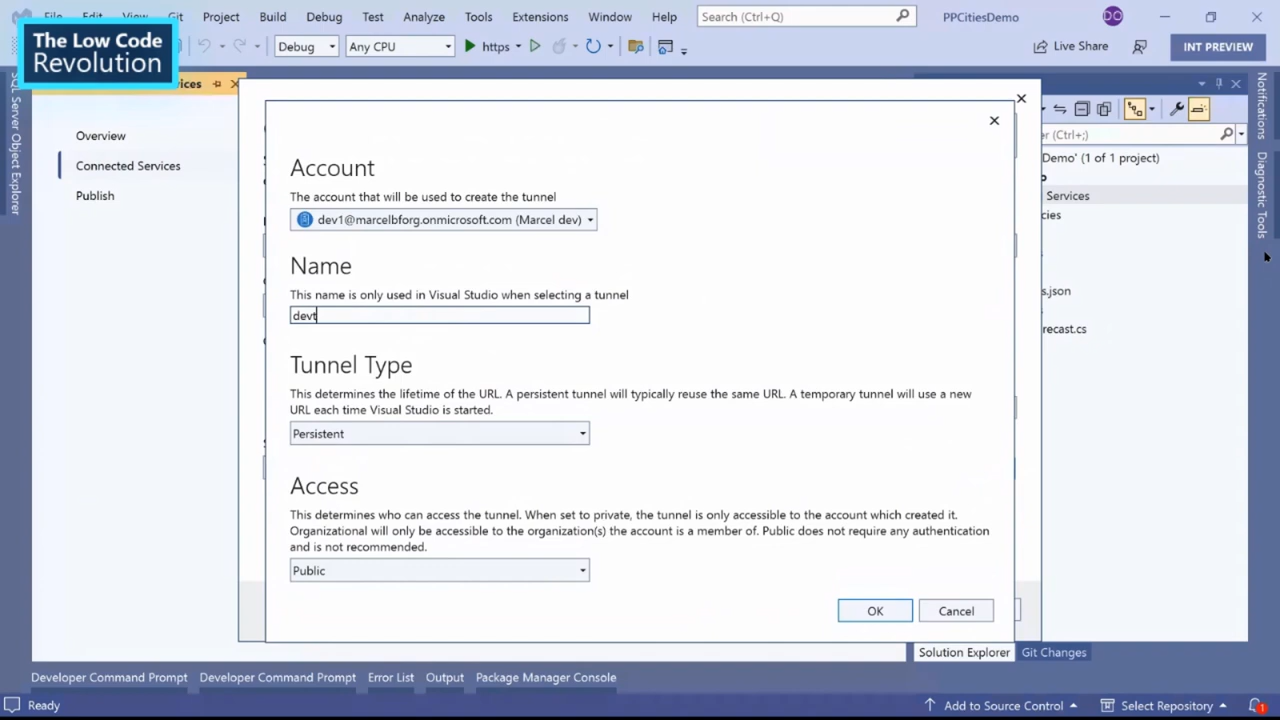 File Edit View Git Project Build Debug Test Analyze Tools Extensions Window Help Search (Ctrl+Q) PPCitiesDemo DO
The Low Code
Revolution
Debug Any CPU https Live Share INT PREVIEW
SQL Server Object Explorer
ices
Overview
Connected Services
Publish
Account
The account that will be used to create the tunnel
dev1@marcelbforg.onmicrosoft.com (Marcel dev)
Name
This name is only used in Visual Studio when selecting a tunnel
devt
Tunnel Type
This determines the lifetime of the URL. A persistent tunnel will typically reuse the same URL. A temporary tunnel will use a new
URL each time Visual Studio is started.
Persistent
Access
This determines who can access the tunnel. When set to private, the tunnel is only accessible to the account which created it.
Organizational will only be accessible to the organization(s) the account is a member of. Public does not require any authentication
and is not recommended.
Public
OK Cancel
er (Ctrl+;)
Demo' (1 of 1 project)
Services
cies
s.json
recast.cs
Notifications
Diagnostic Tools
Solution Explorer Git Changes
Developer Command Prompt Developer Command Prompt Error List Output Package Manager Console
Ready Add to Source Control Select Repository 1